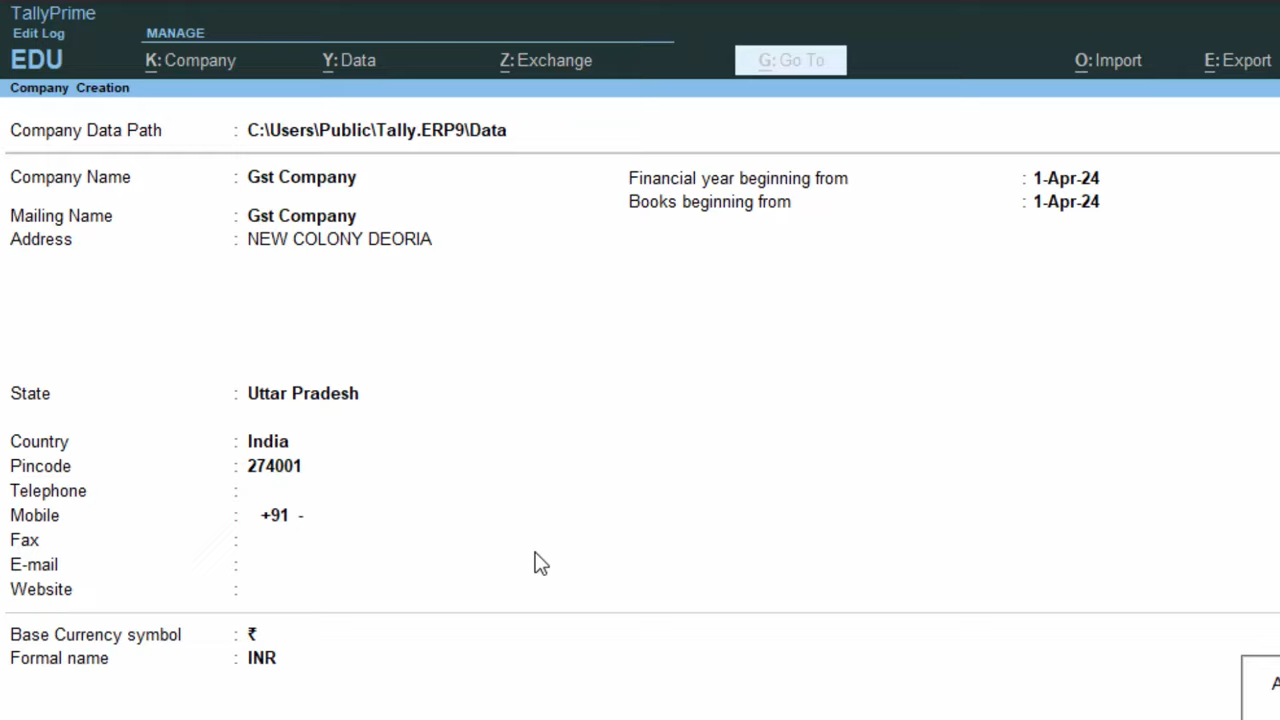 TallyPrime
Edit Log
MANAGE
EDU
K: Company
Y: Data
Z: Exchange
G: Go To
O: Import
E: Export
Company Creation
Company Data Path : C:\Users\Public\Tally.ERP9\Data
Company Name : Gst Company
Financial year beginning from : 1-Apr-24
Books beginning from : 1-Apr-24
Mailing Name : Gst Company
Address : NEW COLONY DEORIA
State : Uttar Pradesh
Country : India
Pincode : 274001
Telephone :
Mobile : +91 -
Fax :
E-mail :
Website :
Base Currency symbol : ₹
Formal name : INR
A